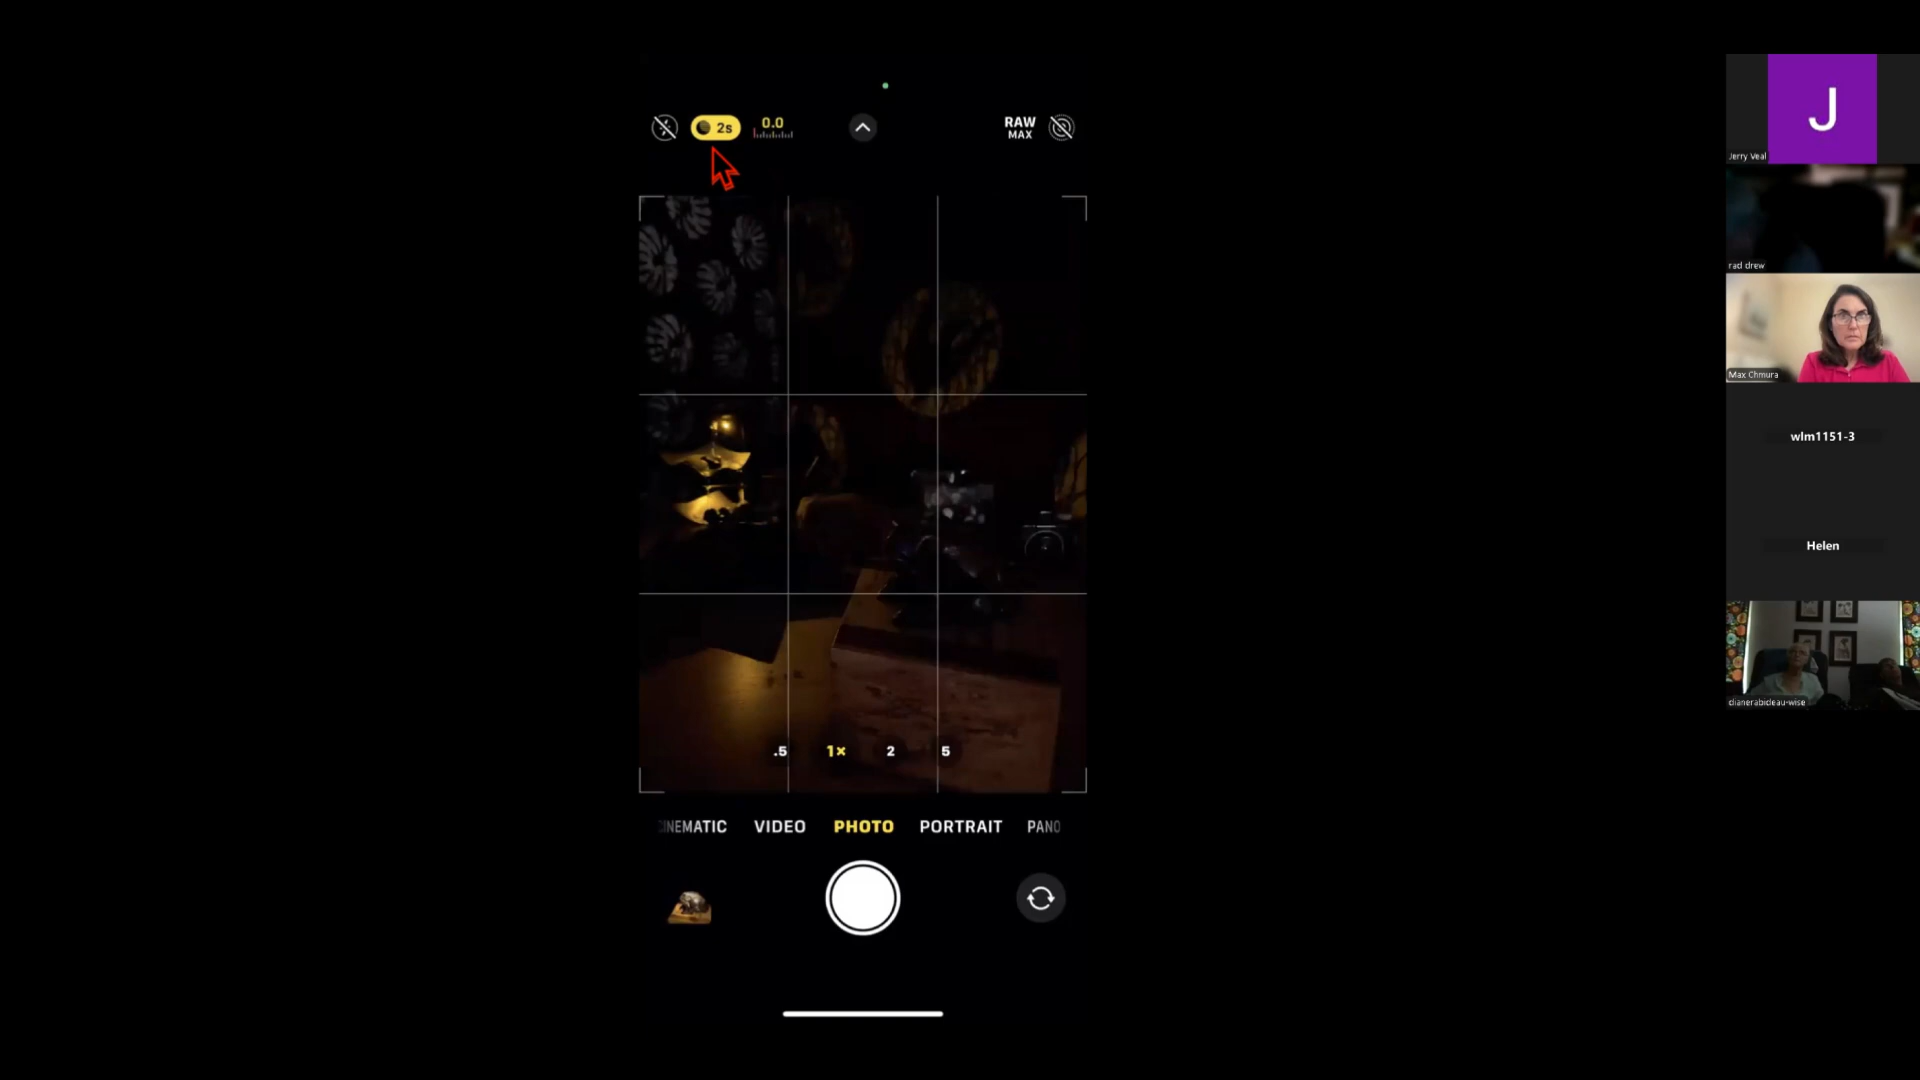 2s
0.0
RAW
MAX
.5 1× 2 5
INEMATIC VIDEO PHOTO PORTRAIT PANO
J
Jerry Veal
rad drew
Max Chmura
wlm1151-3
Helen
dianerabideau-wise